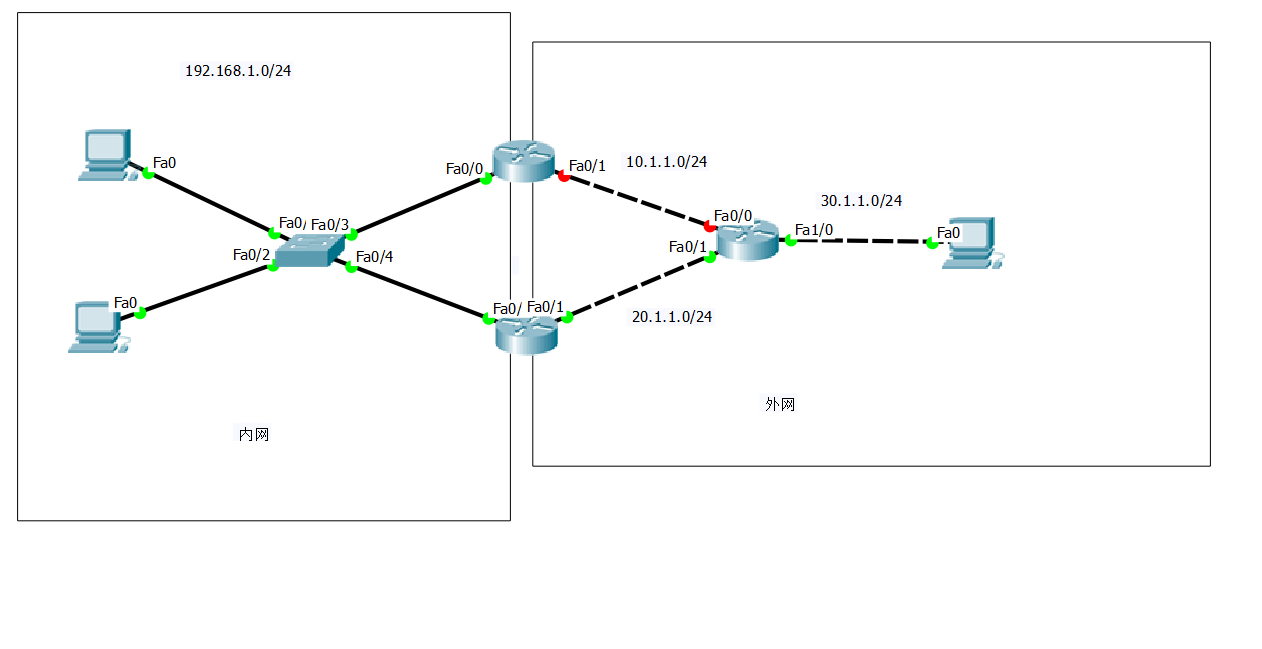 192.168.1.0/24
Fa0
Fa0/0
Fa0/1
10.1.1.0/24
30.1.1.0/24
Fa0/
Fa0/3
Fa0/0
Fa1/0
Fa0
Fa0/2
Fa0/4
Fa0/1
Fa0
Fa0/
Fa0/1
20.1.1.0/24
外网
内网